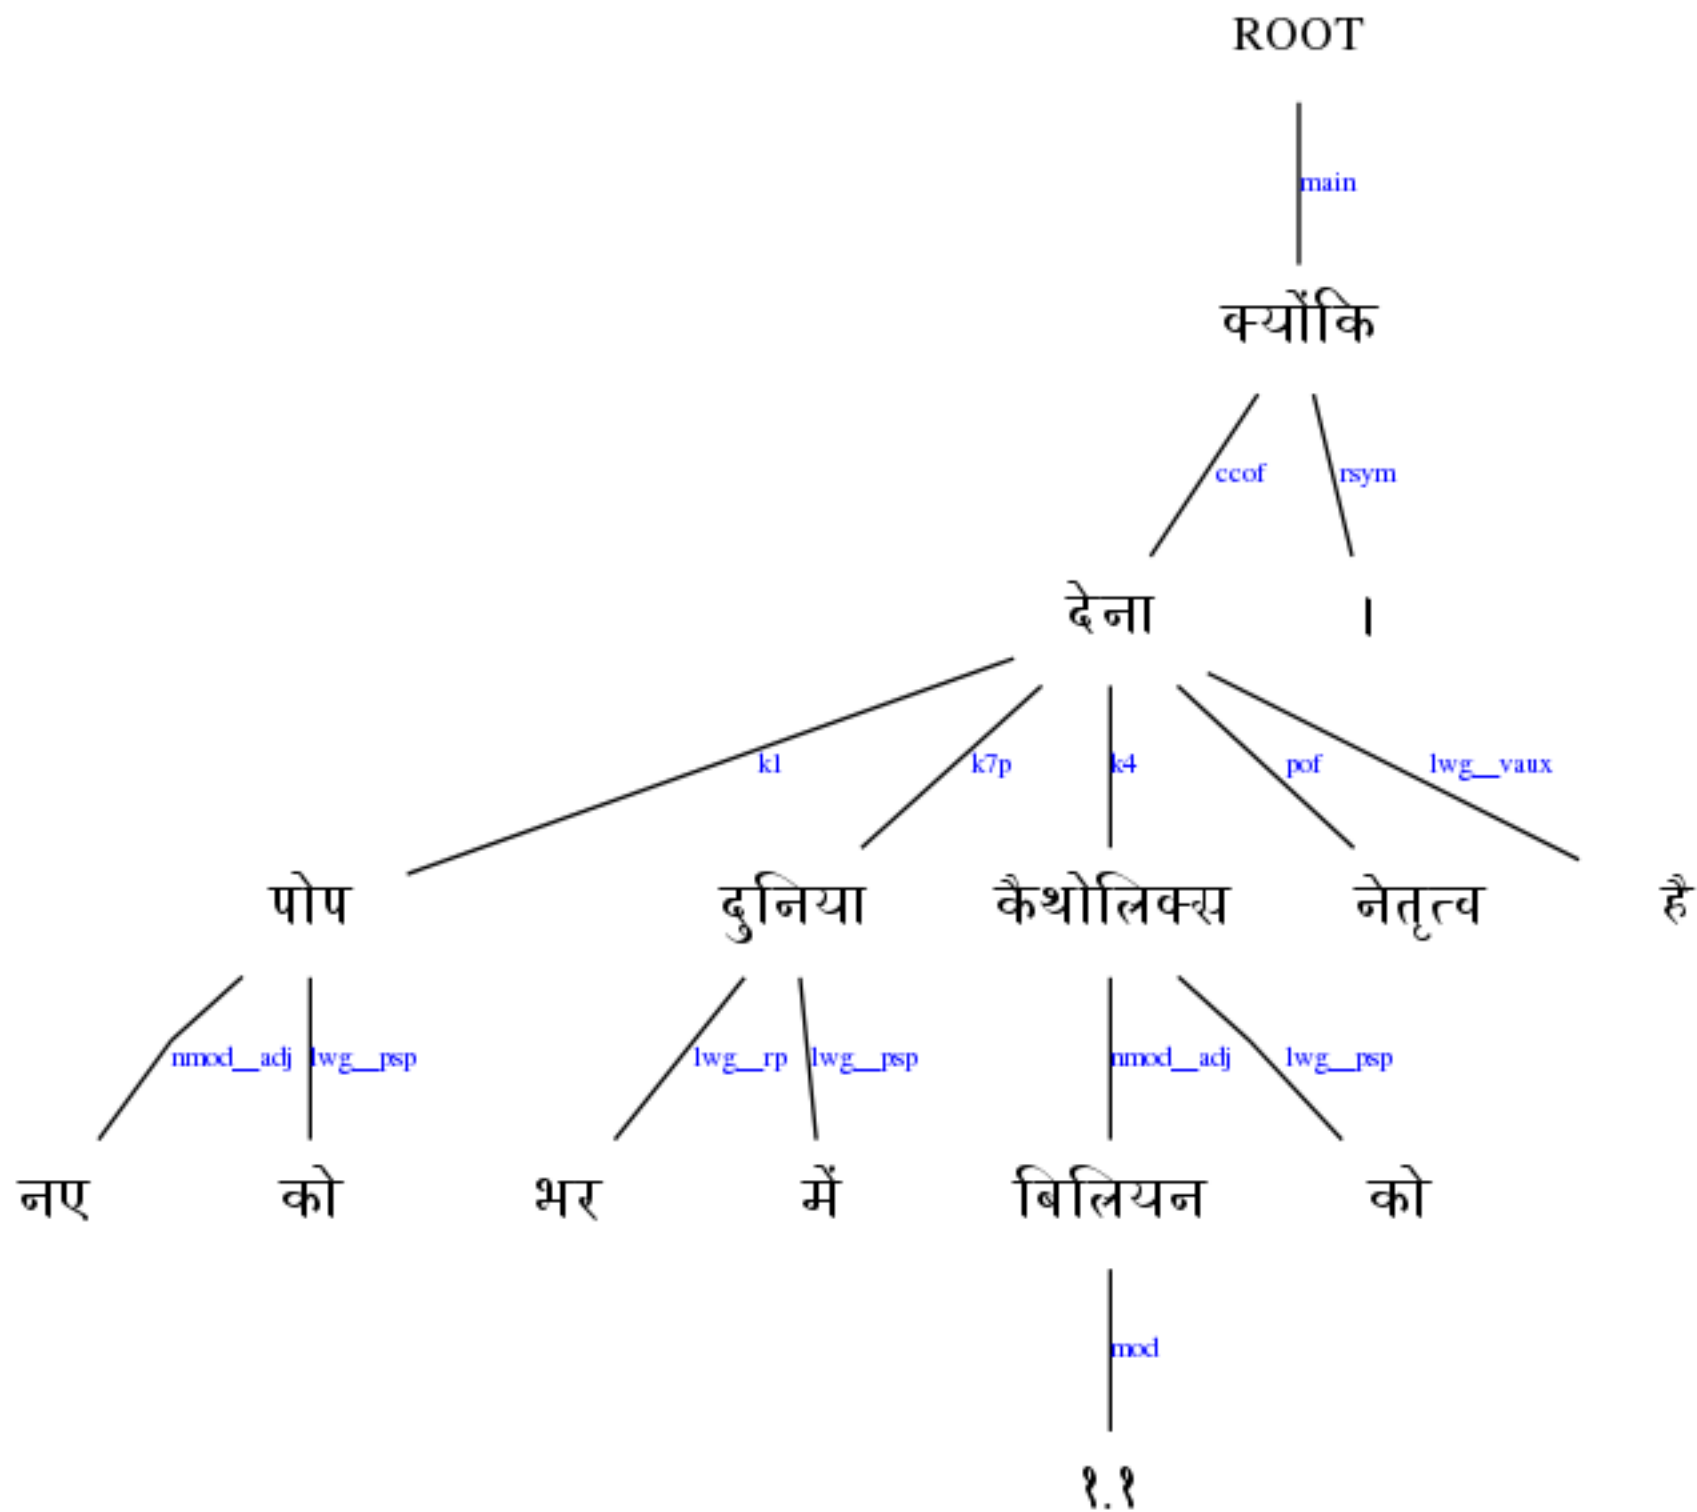 ROOT
main
क्योंकि
ccof rsym
देना ।
k1 k7p k4 pof lwg__vaux
पोप दुनिया कैथोलिक्स नेतृत्व है
nmod__adj lwg__psp lwg__rp lwg__psp nmod__adj lwg__psp
नए को भर में बिलियन को
mod
१.१